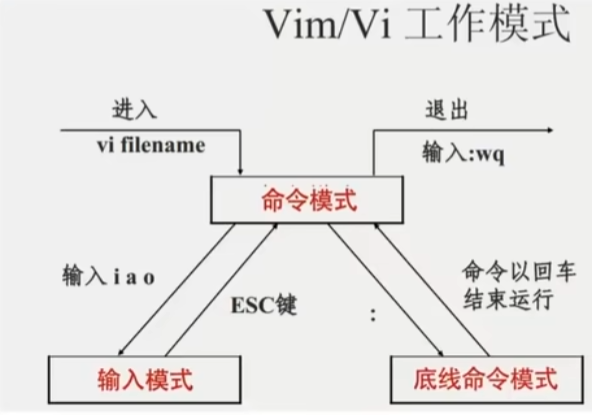 Vim/Vi 工作模式
进入
vi filename
退出
输入:wq
命令模式
输入 i a o
ESC键
:
命令以回车
结束运行
输入模式
底线命令模式